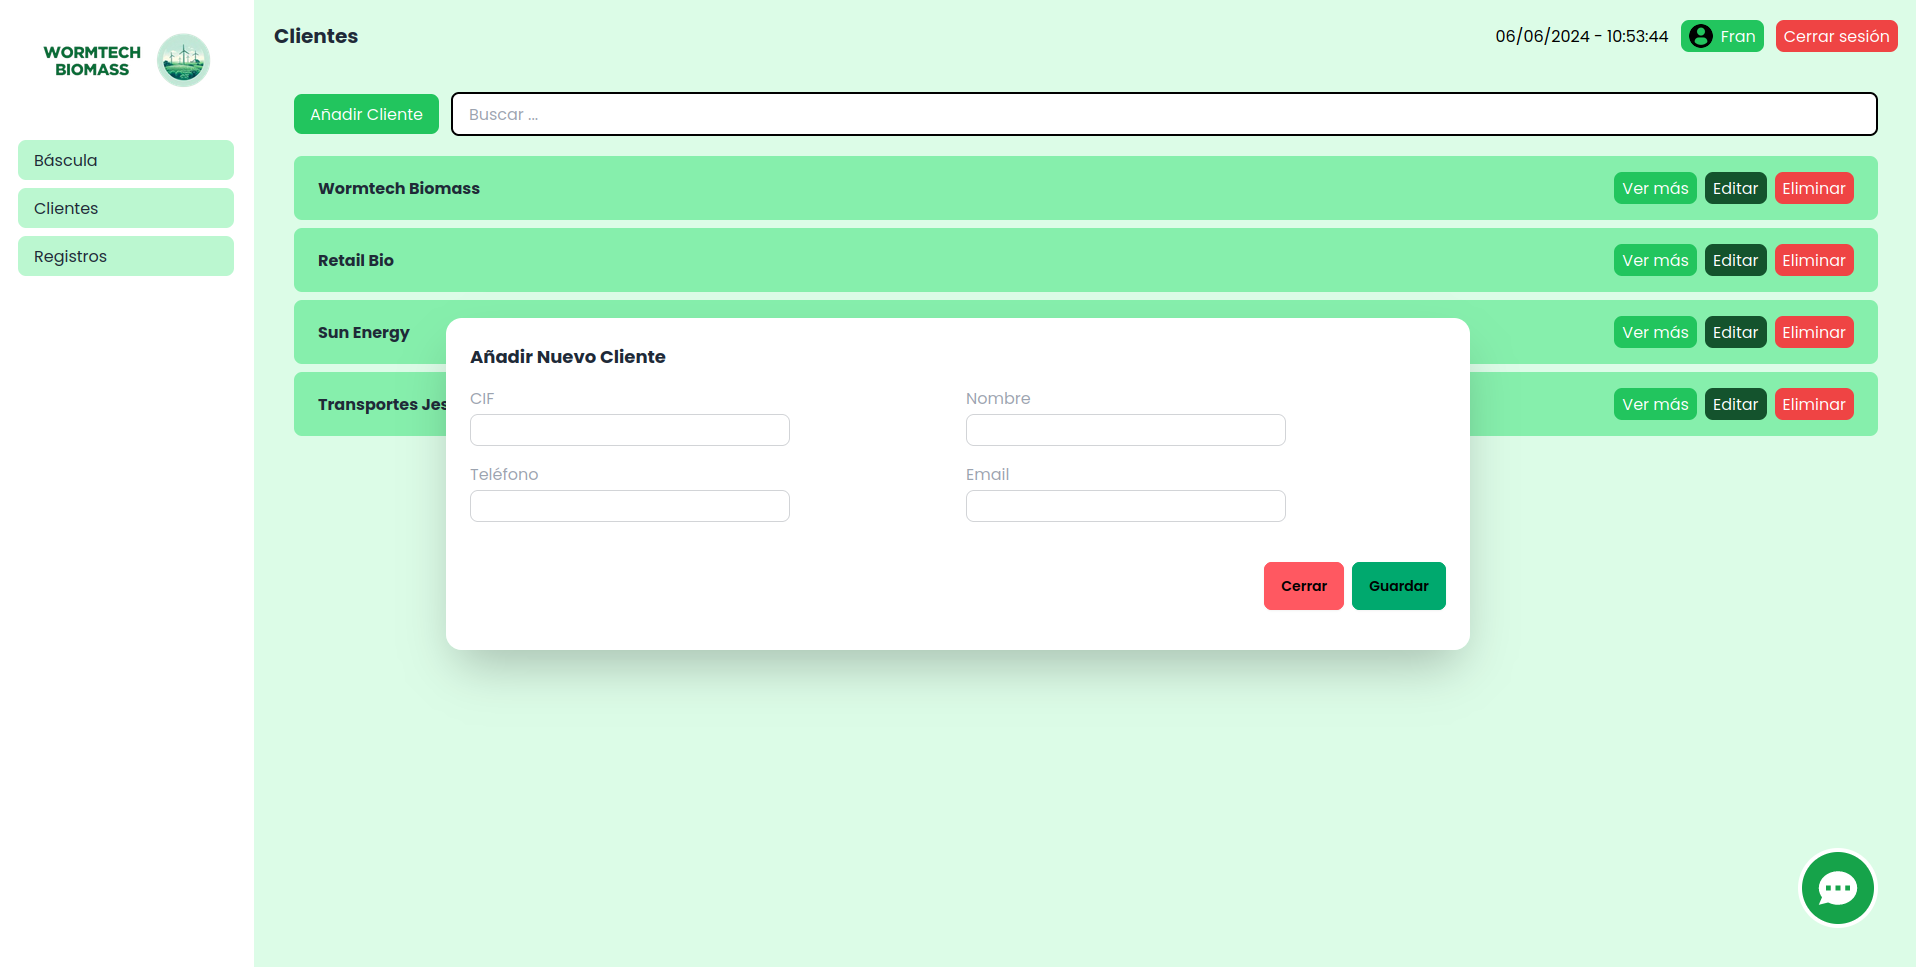 WORMTECH
BIOMASS
Báscula
Clientes
Registros
Clientes
06/06/2024 - 10:53:44
Fran
Cerrar sesión
Añadir Cliente
Buscar ...
Wormtech Biomass
Ver más
Editar
Eliminar
Retail Bio
Ver más
Editar
Eliminar
Sun Energy
Ver más
Editar
Eliminar
Transportes Jes
Ver más
Editar
Eliminar
Añadir Nuevo Cliente
CIF
Nombre
Teléfono
Email
Cerrar
Guardar